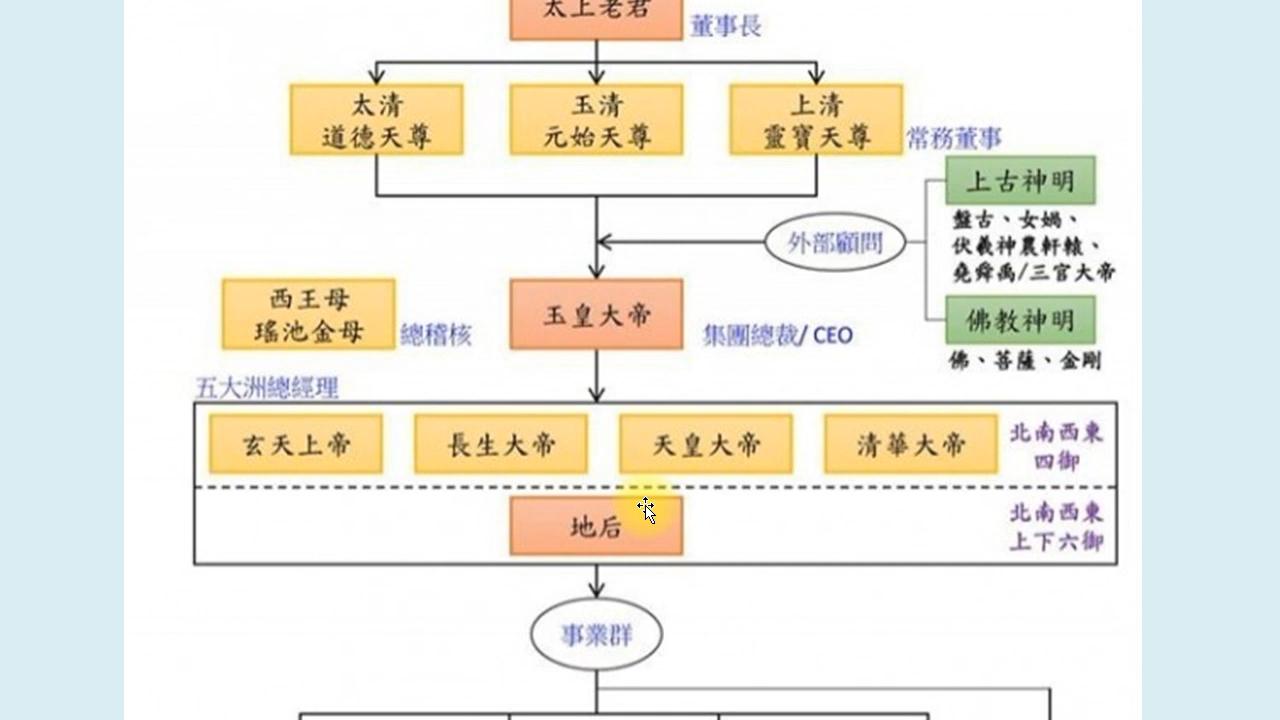 太上老君
董事長
太清
道德天尊
玉清
元始天尊
上清
靈寶天尊
常務董事
上古神明
盤古、女媧、
伏羲神農軒轅、
堯舜禹/三官大帝
外部顧問
佛教神明
佛、菩薩、金剛
西王母
瑤池金母
總稽核
玉皇大帝
集團總裁/ CEO
五大洲總經理
玄天上帝
長生大帝
天皇大帝
清華大帝
北南西東
四御
地后
北南西東
上下六御
事業群